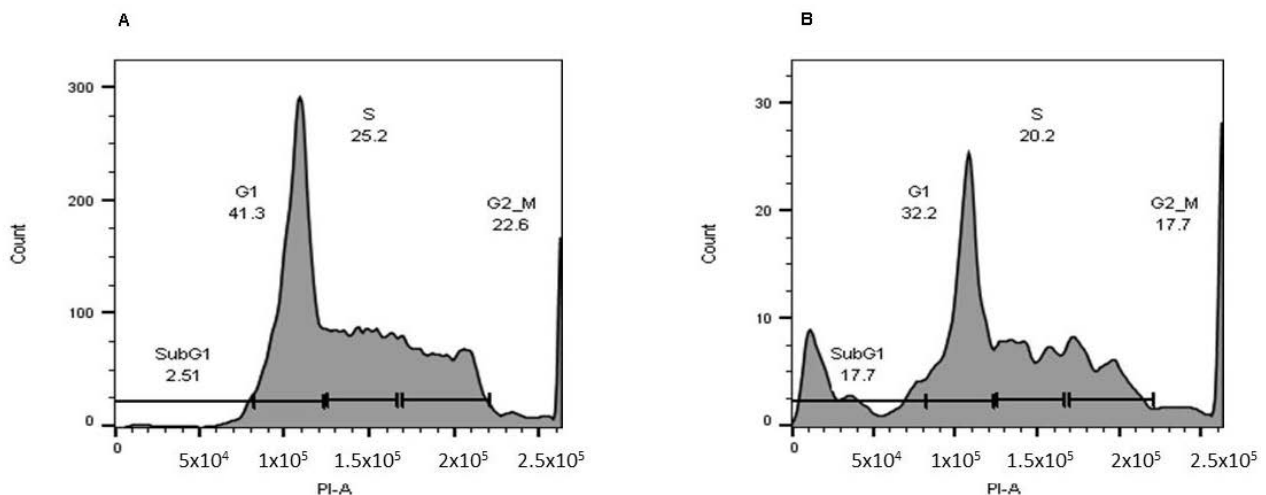 A
300
200
100
0
Count
SubG1
2.51
G1
41.3
S
25.2
G2_M
22.6
0
5x10⁴
1x10⁵
1.5x10⁵
2x10⁵
2.5x10⁵
PI-A
B
30
20
10
0
Count
SubG1
17.7
G1
32.2
S
20.2
G2_M
17.7
0
5x10⁴
1x10⁵
1.5x10⁵
2x10⁵
2.5x10⁵
PI-A